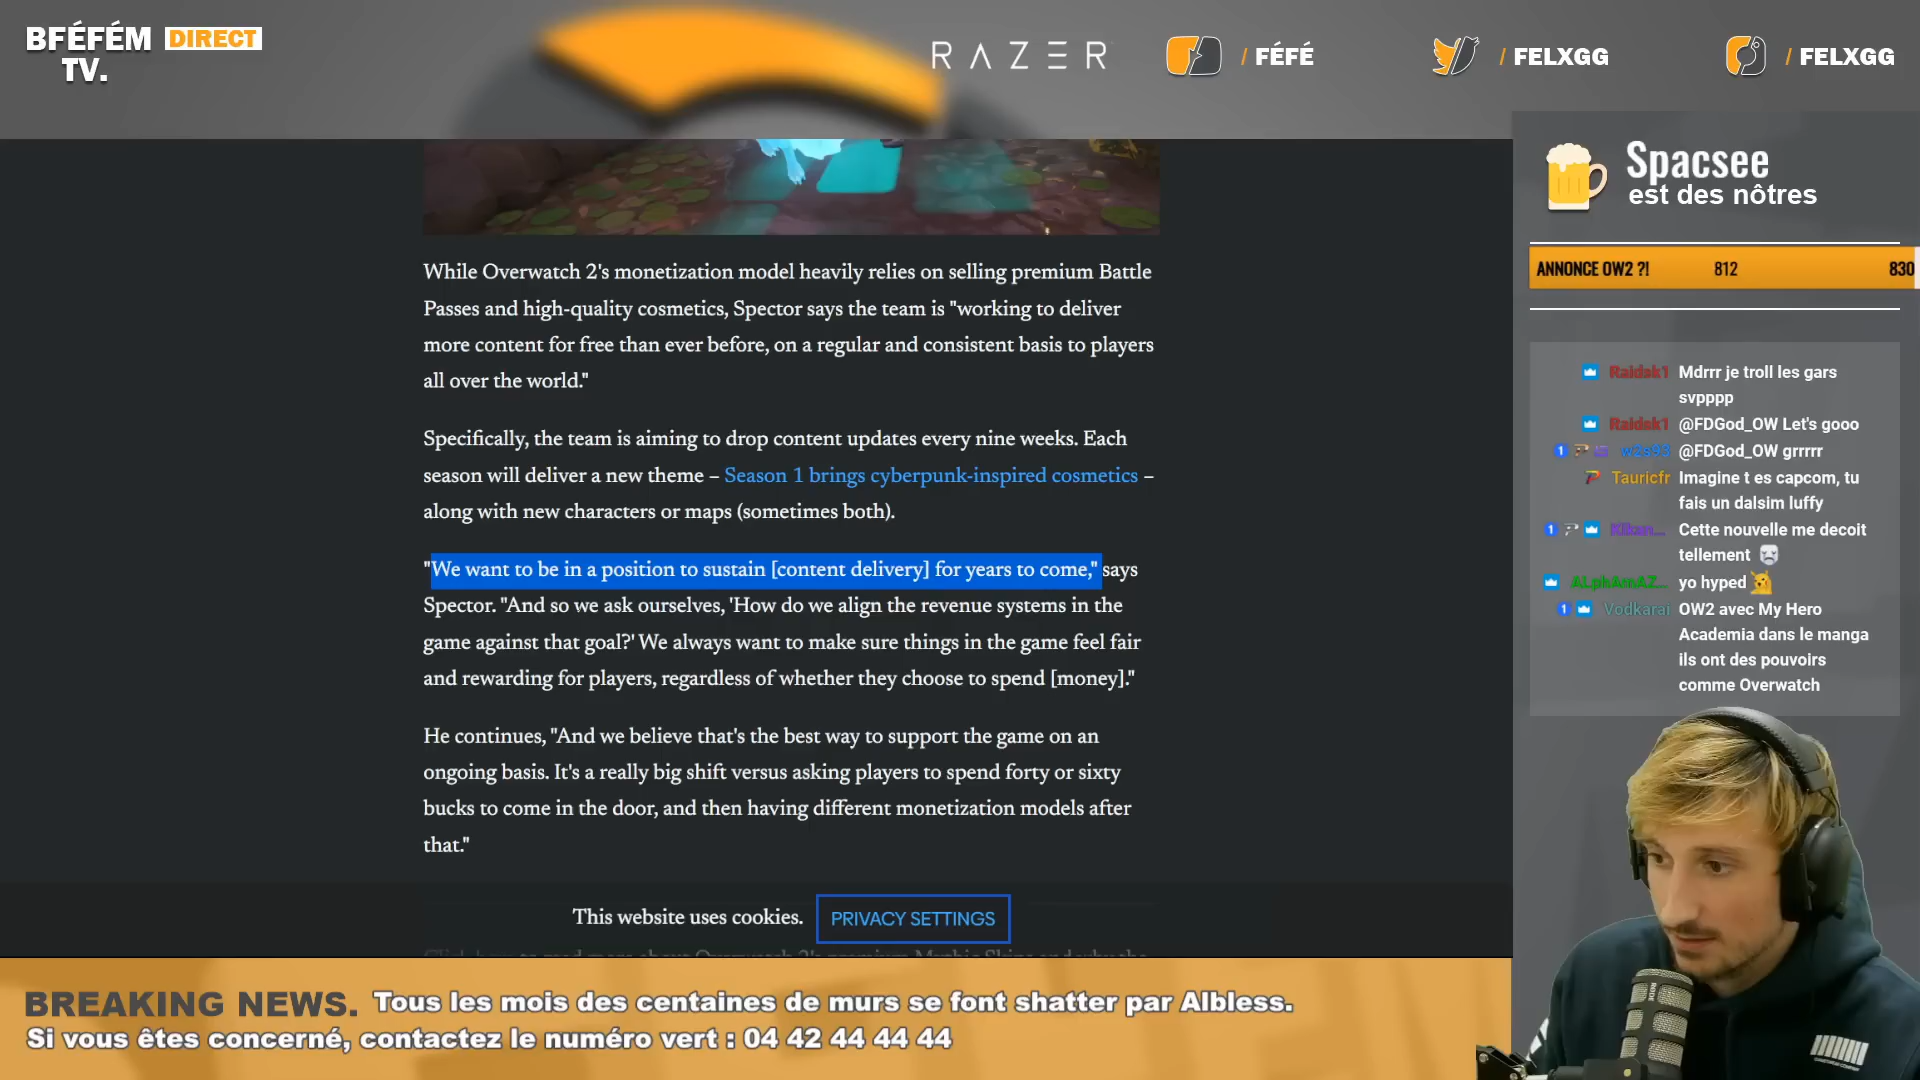 BFÉFÉM DIRECT
TV.
RAZER
/ FÉFÉ
/ FELXGG
/ FELXGG
Spacsee
est des nôtres
ANNONCE OW2 ?! 812 830
While Overwatch 2's monetization model heavily relies on selling premium Battle
Passes and high-quality cosmetics, Spector says the team is "working to deliver
more content for free than ever before, on a regular and consistent basis to players
all over the world."
Specifically, the team is aiming to drop content updates every nine weeks. Each
season will deliver a new theme – Season 1 brings cyberpunk-inspired cosmetics –
along with new characters or maps (sometimes both).
"We want to be in a position to sustain [content delivery] for years to come," says
Spector. "And so we ask ourselves, 'How do we align the revenue systems in the
game against that goal?' We always want to make sure things in the game feel fair
and rewarding for players, regardless of whether they choose to spend [money]."
He continues, "And we believe that's the best way to support the game on an
ongoing basis. It's a really big shift versus asking players to spend forty or sixty
bucks to come in the door, and then having different monetization models after
that."
This website uses cookies. PRIVACY SETTINGS
Raidsk1 Mdrrr je troll les gars
svpppp
Raidsk1 @FDGod_OW Let's gooo
@FDGod_OW grrrrr
Tauricfr Imagine t es capcom, tu
fais un dalsim luffy
Cette nouvelle me decoit
tellement
ALphAmAZ... yo hyped
Vodkarai OW2 avec My Hero
Academia dans le manga
ils ont des pouvoirs
comme Overwatch
BREAKING NEWS. Tous les mois des centaines de murs se font shatter par Albless.
Si vous êtes concerné, contactez le numéro vert : 04 42 44 44 44